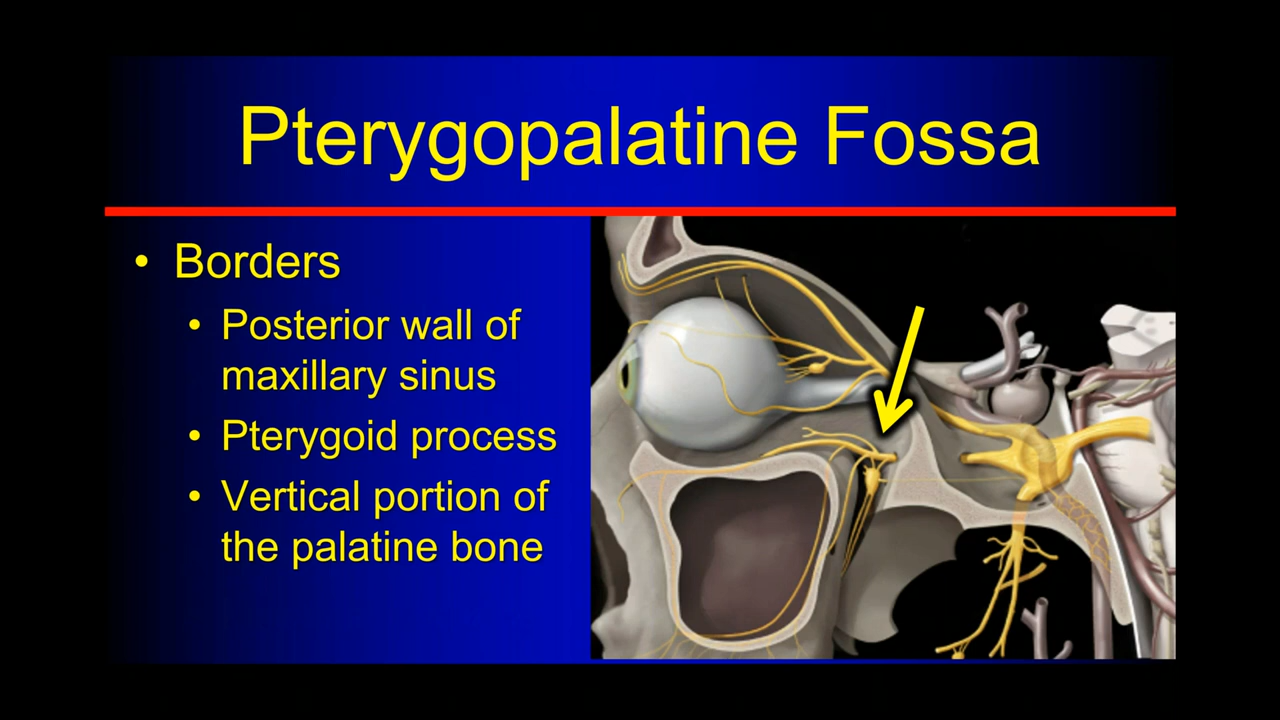 Pterygopalatine Fossa
• Borders
• Posterior wall of
maxillary sinus
• Pterygoid process
• Vertical portion of
the palatine bone